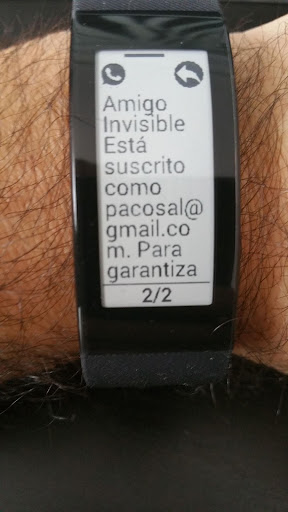 Amigo
Invisible
Está
suscrito
como
pacosal@
gmail.co
m. Para
garantiza
2/2